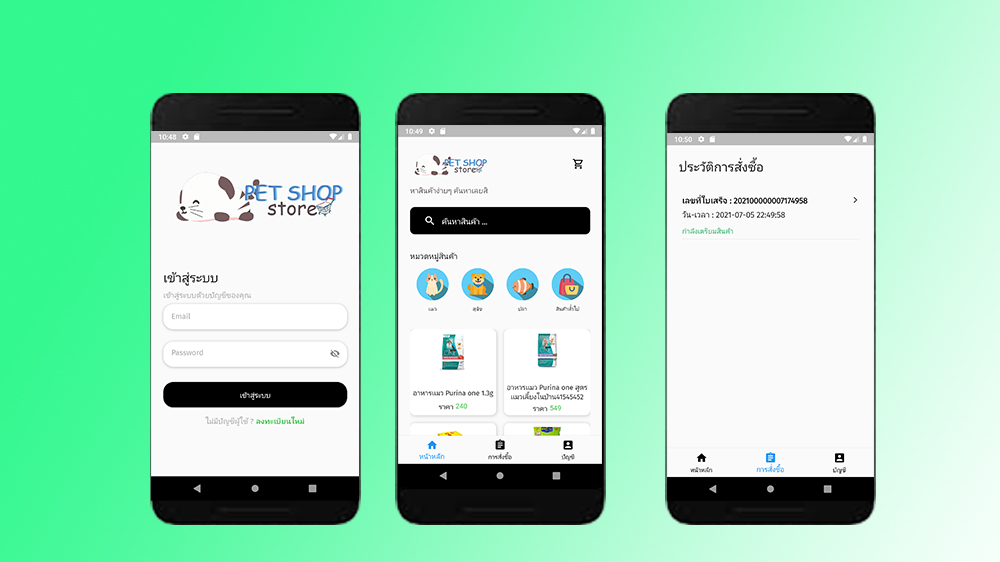 10:48
PET SHOP
store
เข้าสู่ระบบ
เข้าสู่ระบบด้วยบัญชีของคุณ
Email
Password
เข้าสู่ระบบ
ไม่มีบัญชีผู้ใช้ ? ลงทะเบียนใหม่
10:49
PET SHOP
store
หาสินค้าง่ายๆ ค้นหาเลยสิ
ค้นหาสินค้า ...
หมวดหมู่สินค้า
แมว
สุนัข
ปลา
สินค้าทั่วไป
อาหารแมว Purina one 1.3g
ราคา 240
อาหารแมว Purina one สูตร
แมวเลี้ยงในบ้าน41545452
ราคา 549
หน้าหลัก
การสั่งซื้อ
บัญชี
10:50
ประวัติการสั่งซื้อ
เลขที่ใบเสร็จ : 202100000007174958
วัน-เวลา : 2021-07-05 22:49:58
กำลังเตรียมสินค้า
หน้าหลัก
การสั่งซื้อ
บัญชี